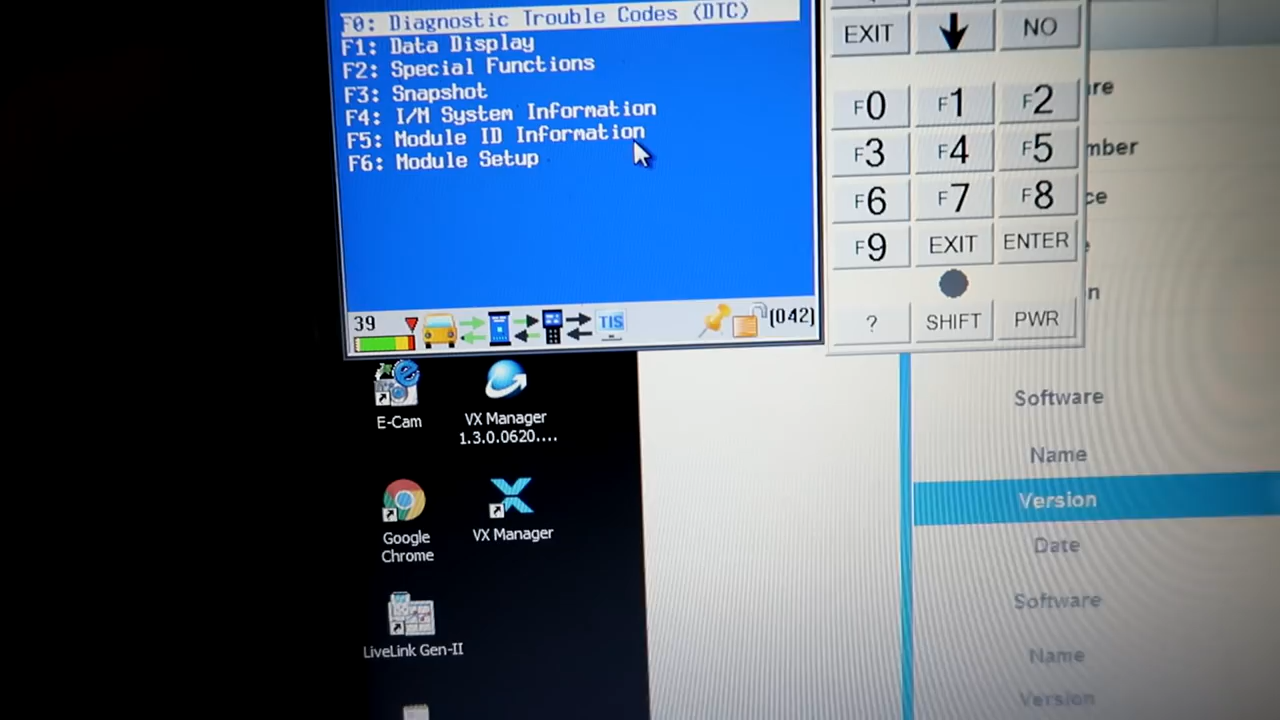 F0: Diagnostic Trouble Codes (DTC)
F1: Data Display
F2: Special Functions
F3: Snapshot
F4: I/M System Information
F5: Module ID Information
F6: Module Setup
39
TIS
(042)
EXIT
NO
F0
F1
F2
F3
F4
F5
F6
F7
F8
F9
EXIT
ENTER
?
SHIFT
PWR
E-Cam
VX Manager
1.3.0.0620....
Google
Chrome
VX Manager
LiveLink Gen-II
Software
Name
Version
Date
Software
Name
Version